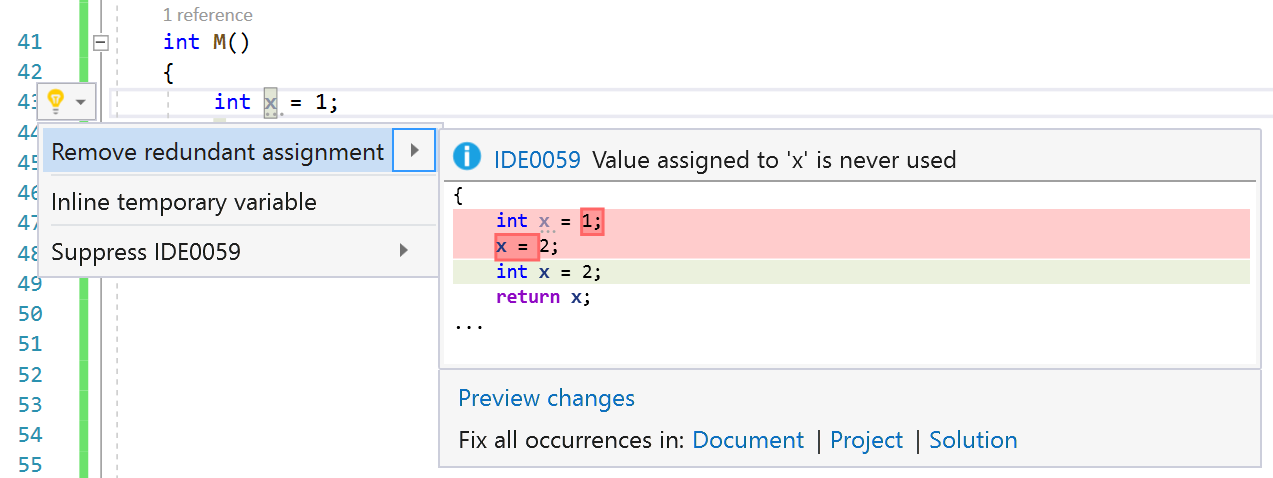 1 reference
41 int M()
42 {
43 int x = 1;
44
45
46
47
48
49
50
51
52
53
54
55
Remove redundant assignment
Inline temporary variable
Suppress IDE0059
IDE0059 Value assigned to 'x' is never used
{
int x = 1;
x = 2;
int x = 2;
return x;
...
Preview changes
Fix all occurrences in: Document | Project | Solution